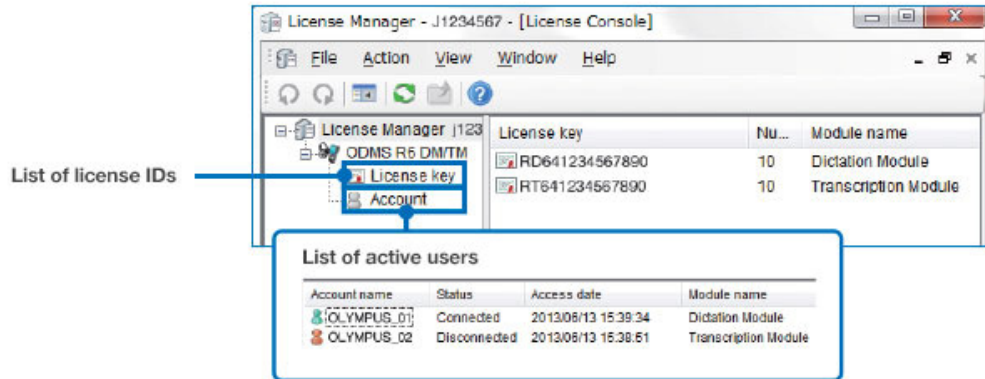 License Manager - J1234567 - [License Console]
File Action View Window Help
License Manager j123
ODMS R6 DM/TM
License key
Account
License key Nu... Module name
RD641234567890 10 Dictation Module
RT641234567890 10 Transcription Module
List of license IDs
List of active users
Account name Status Access date Module name
OLYMPUS_01 Connected 2013/06/13 15:39:34 Dictation Module
OLYMPUS_02 Disconnected 2013/06/13 15:38:51 Transcription Module